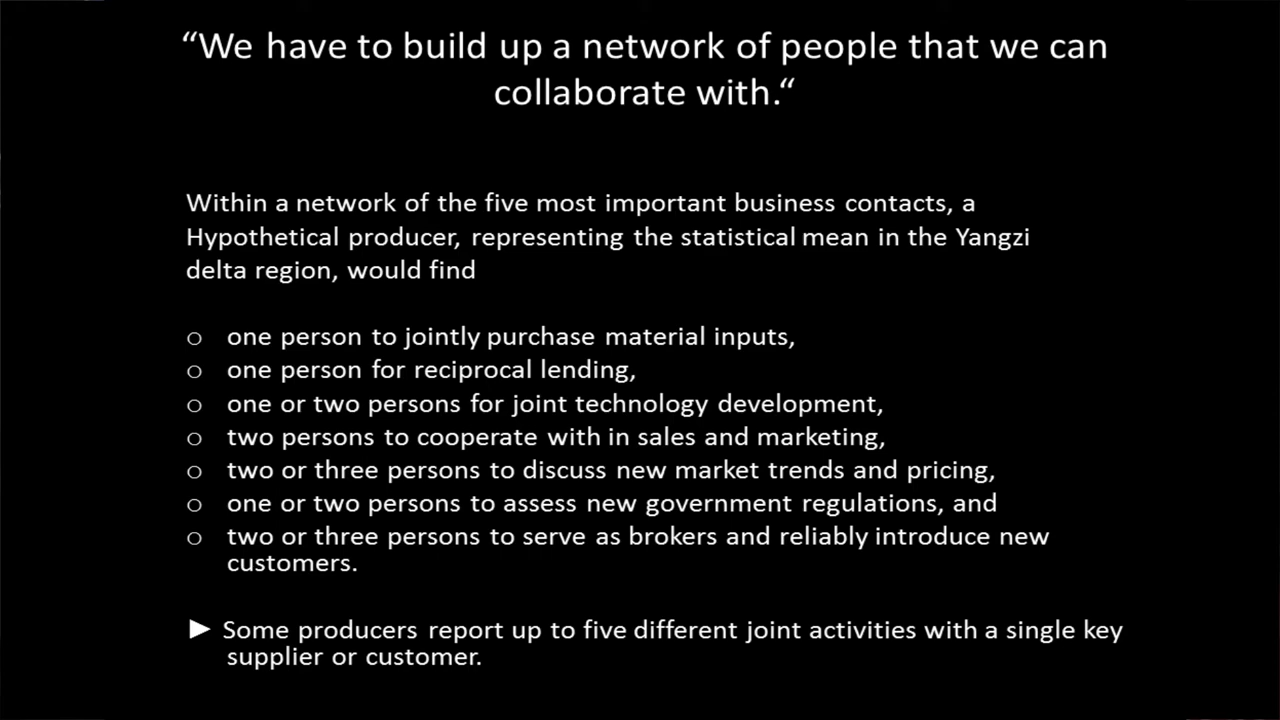 “We have to build up a network of people that we can
collaborate with.“
Within a network of the five most important business contacts, a
Hypothetical producer, representing the statistical mean in the Yangzi
delta region, would find
o one person to jointly purchase material inputs,
o one person for reciprocal lending,
o one or two persons for joint technology development,
o two persons to cooperate with in sales and marketing,
o two or three persons to discuss new market trends and pricing,
o one or two persons to assess new government regulations, and
o two or three persons to serve as brokers and reliably introduce new
customers.
► Some producers report up to five different joint activities with a single key
supplier or customer.